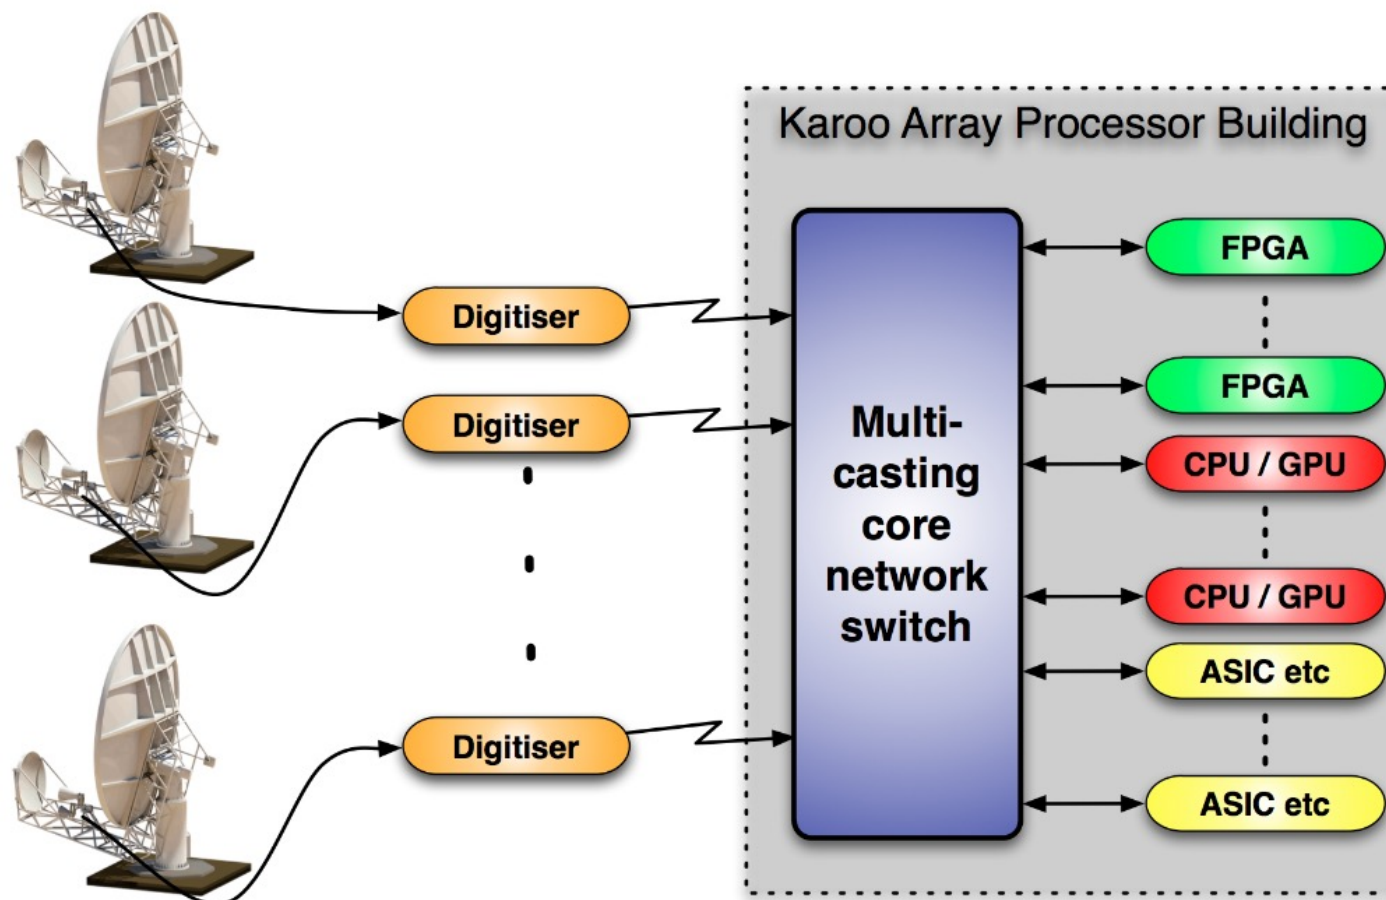 Karoo Array Processor Building
FPGA
Digitiser
FPGA
Digitiser
Multi-
casting
core
network
switch
CPU / GPU
CPU / GPU
ASIC etc
Digitiser
ASIC etc